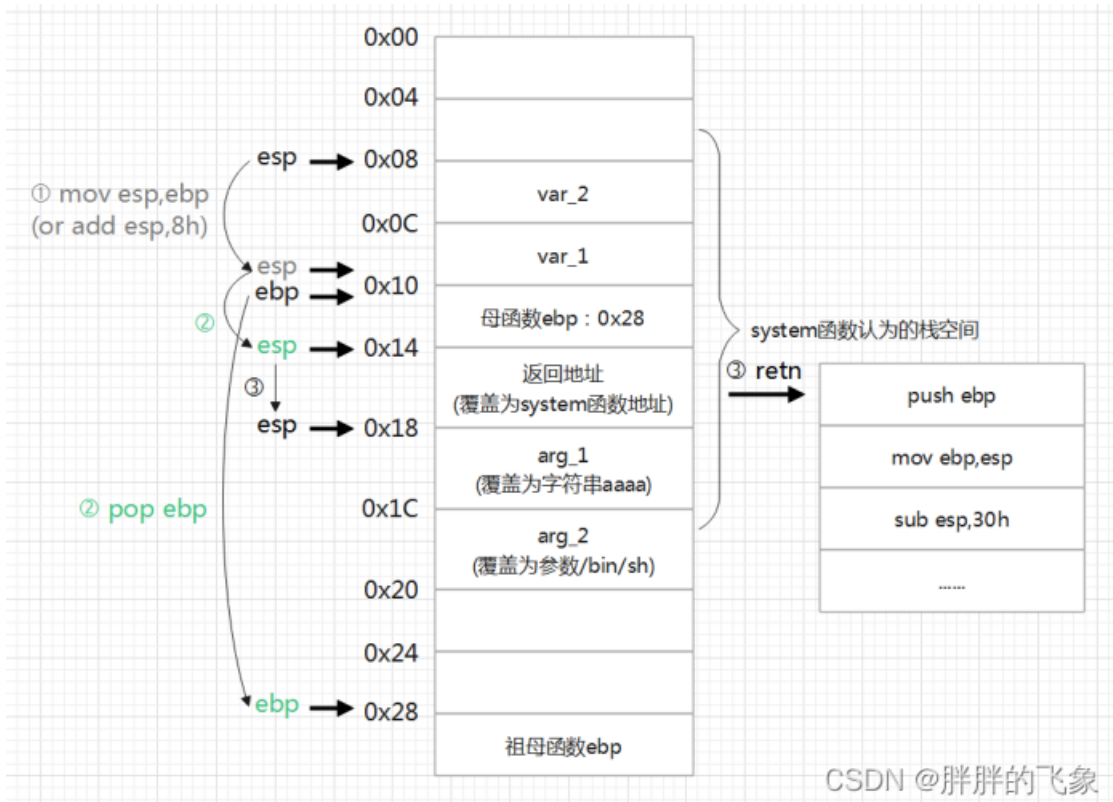 0x00
0x04
esp
0x08
① mov esp,ebp
(or add esp,8h)
var_2
0x0C
var_1
esp
ebp
0x10
②
母函数ebp：0x28
system函数认为的栈空间
esp
0x14
③
返回地址
(覆盖为system函数地址)
③ retn
push ebp
esp
0x18
arg_1
(覆盖为字符串aaaa)
mov ebp,esp
② pop ebp
0x1C
arg_2
(覆盖为参数/bin/sh)
sub esp,30h
0x20
......
0x24
ebp
0x28
祖母函数ebp
CSDN @胖胖的飞象